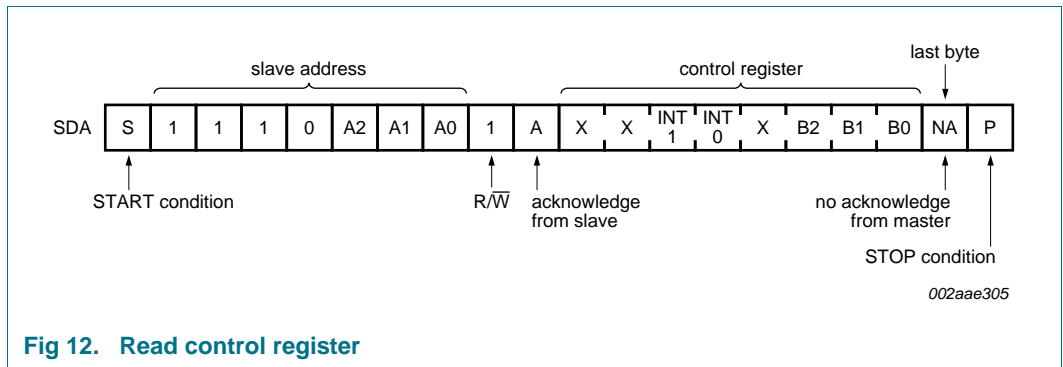 last byte
slave address control register
SDA S 1 1 1 0 A2 A1 A0 1 A X X INT 1 INT 0 X B2 B1 B0 NA P
START condition R/W̅ acknowledge from slave no acknowledge from master
STOP condition
002aae305
Fig 12. Read control register